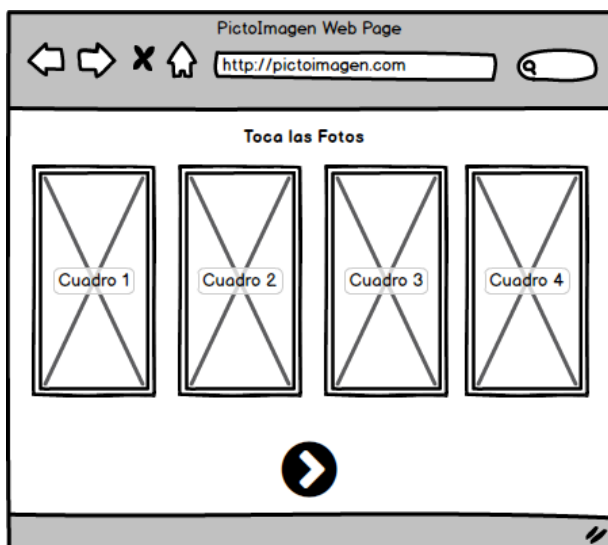 PictoImagen Web Page
http://pictoimagen.com
Toca las Fotos
Cuadro 1
Cuadro 2
Cuadro 3
Cuadro 4